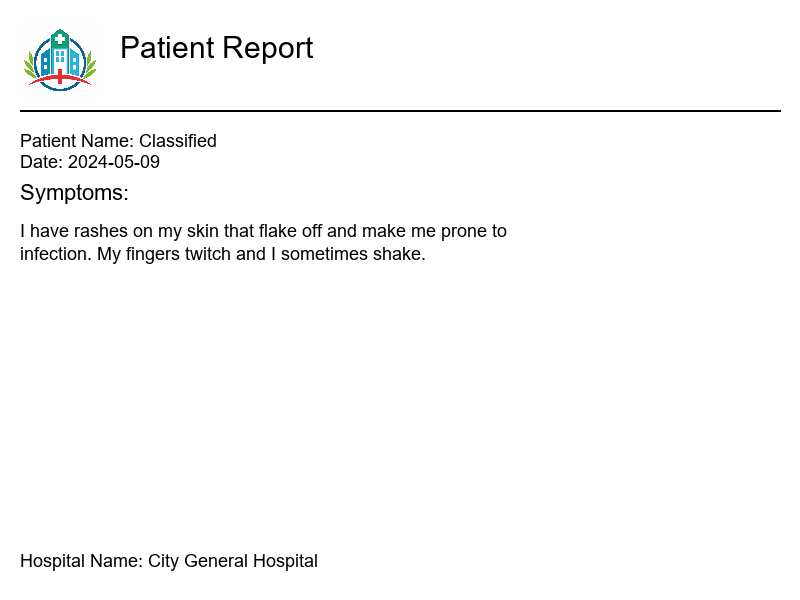 Patient Report
Patient Name: Classified
Date: 2024-05-09
Symptoms:
I have rashes on my skin that flake off and make me prone to
infection. My fingers twitch and I sometimes shake.
Hospital Name: City General Hospital